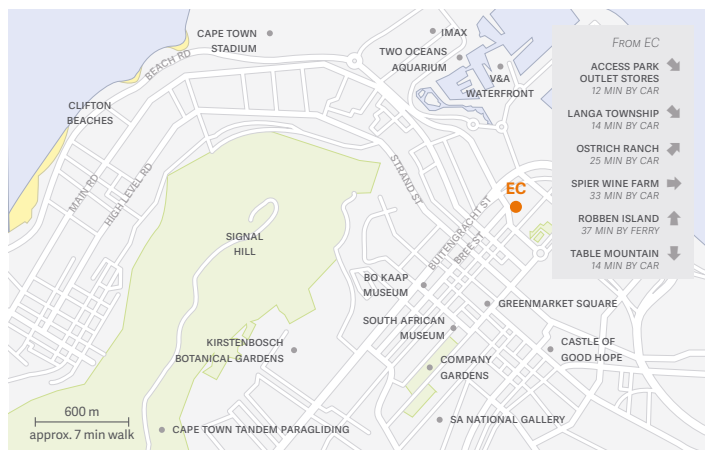 CAPE TOWN
STADIUM
IMAX
TWO OCEANS
AQUARIUM
V&A
WATERFRONT
BEACH RD
CLIFTON
BEACHES
MAIN RD
HIGH LEVEL RD
STRAND ST
EC
BUITENGRACHT ST
BREE ST
SIGNAL
HILL
BO KAAP
MUSEUM
GREENMARKET SQUARE
SOUTH AFRICAN
MUSEUM
KIRSTENBOSCH
BOTANICAL GARDENS
CASTLE OF
GOOD HOPE
COMPANY
GARDENS
SA NATIONAL GALLERY
CAPE TOWN TANDEM PARAGLIDING
600 m
approx. 7 min walk
FROM EC
ACCESS PARK
OUTLET STORES
12 MIN BY CAR
LANGA TOWNSHIP
14 MIN BY CAR
OSTRICH RANCH
25 MIN BY CAR
SPIER WINE FARM
33 MIN BY CAR
ROBBEN ISLAND
37 MIN BY FERRY
TABLE MOUNTAIN
14 MIN BY CAR